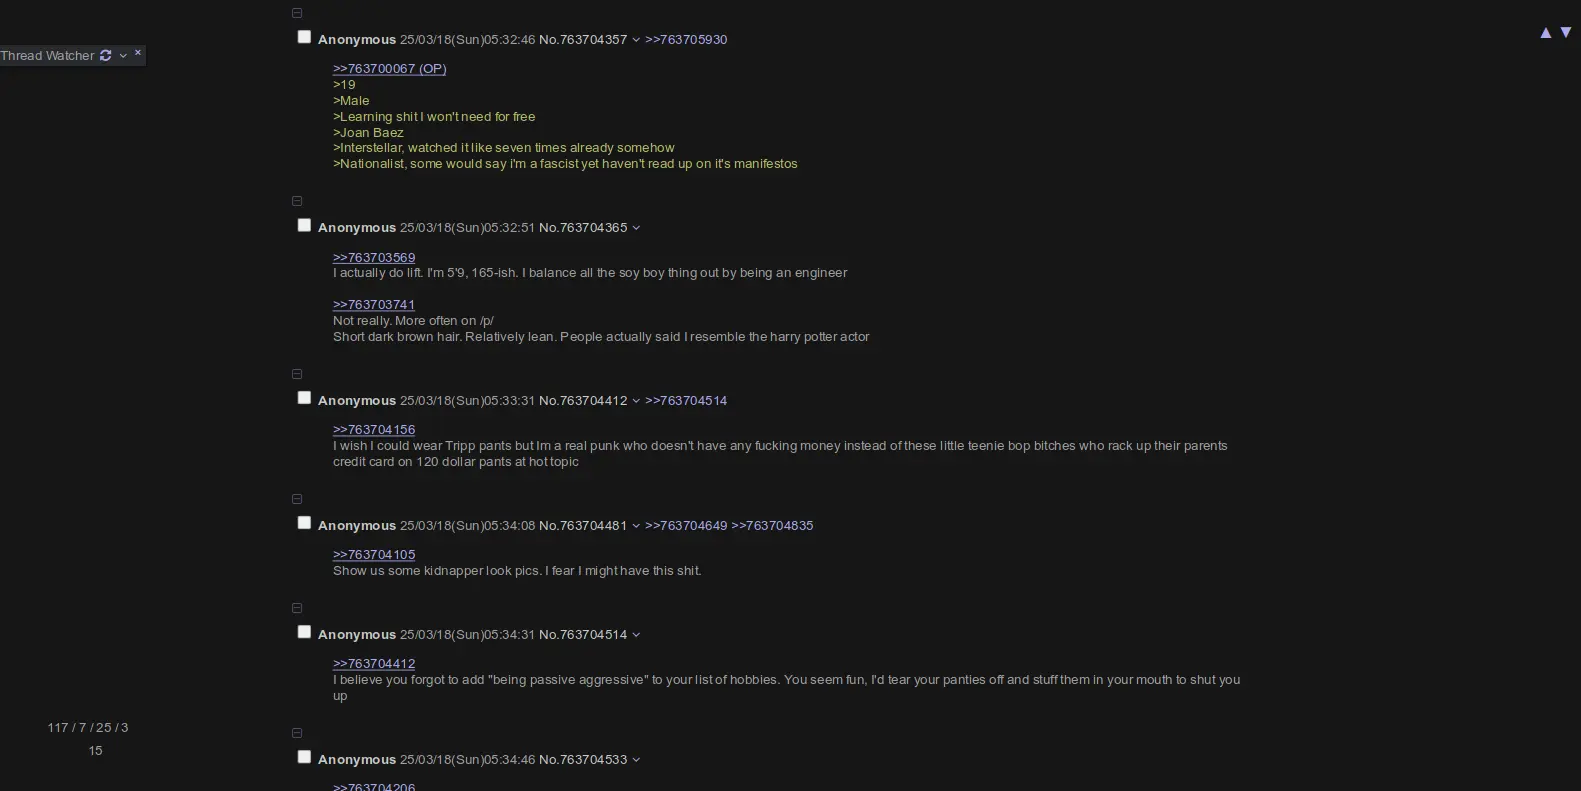 Anonymous 25/03/18(Sun)05:32:46 No.763704357 >>763705930
Thread Watcher
>>763700067 (OP)
>19
>Male
>Learning shit I won't need for free
>Joan Baez
>Interstellar, watched it like seven times already somehow
>Nationalist, some would say i'm a fascist yet haven't read up on it's manifestos
Anonymous 25/03/18(Sun)05:32:51 No.763704365
>>763703569
I actually do lift. I'm 5'9, 165-ish. I balance all the soy boy thing out by being an engineer
>>763703741
Not really. More often on /p/
Short dark brown hair. Relatively lean. People actually said I resemble the harry potter actor
Anonymous 25/03/18(Sun)05:33:31 No.763704412 >>763704514
>>763704156
I wish I could wear Tripp pants but Im a real punk who doesn't have any fucking money instead of these little teenie bop bitches who rack up their parents
credit card on 120 dollar pants at hot topic
Anonymous 25/03/18(Sun)05:34:08 No.763704481 >>763704649 >>763704835
>>763704105
Show us some kidnapper look pics. I fear I might have this shit.
Anonymous 25/03/18(Sun)05:34:31 No.763704514
>>763704412
I believe you forgot to add "being passive aggressive" to your list of hobbies. You seem fun, I'd tear your panties off and stuff them in your mouth to shut you
up
117 / 7 / 25 / 3
15
Anonymous 25/03/18(Sun)05:34:46 No.763704533
>>763704206